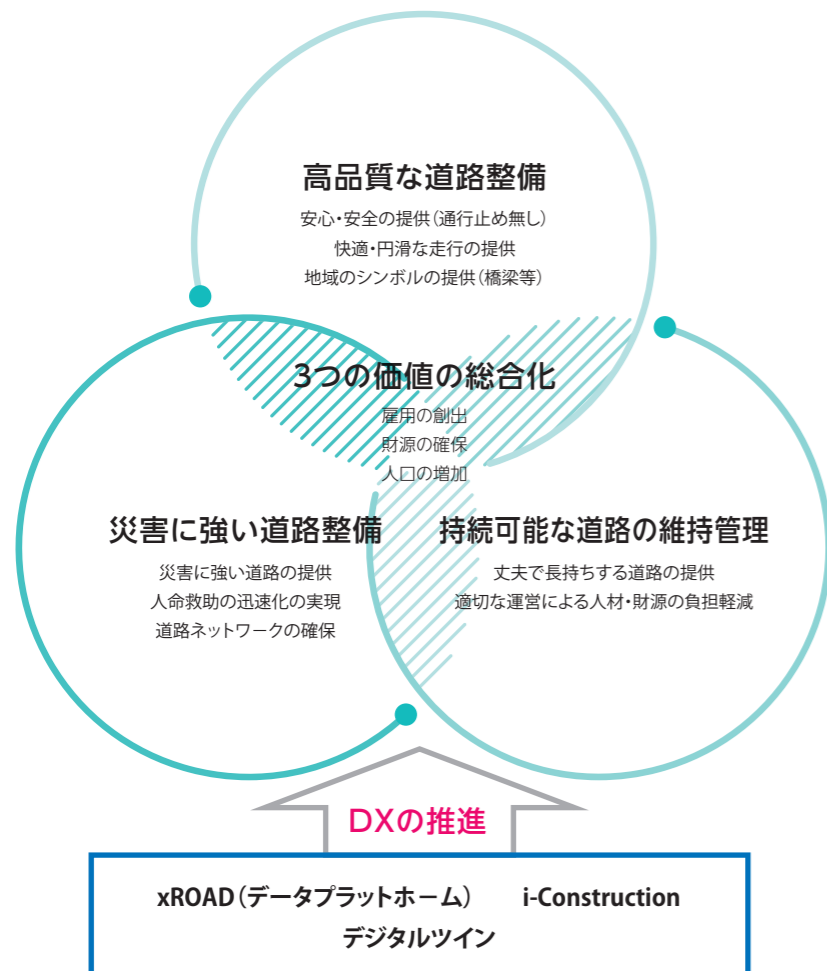 高品質な道路整備
安心・安全の提供（通行止め無し）
快適・円滑な走行の提供
地域のシンボルの提供（橋梁等）
3つの価値の総合化
雇用の創出
財源の確保
人口の増加
災害に強い道路整備
災害に強い道路の提供
人命救助の迅速化の実現
道路ネットワークの確保
持続可能な道路の維持管理
丈夫で長持ちする道路の提供
適切な運営による人材・財源の負担軽減
DXの推進
xROAD（データプラットホーム） i-Construction
デジタルツイン